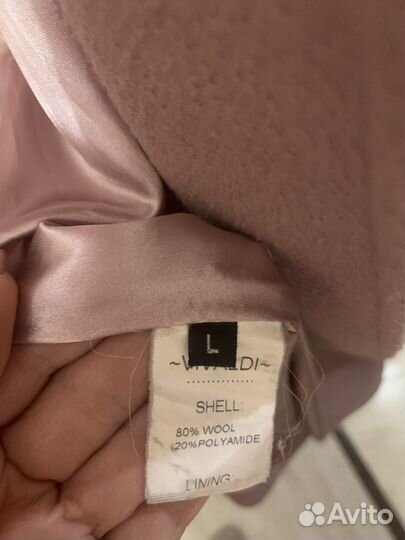 L
~VIVALDI~
SHELL:
80% WOOL
20%POLYAMIDE
LINING
Avito